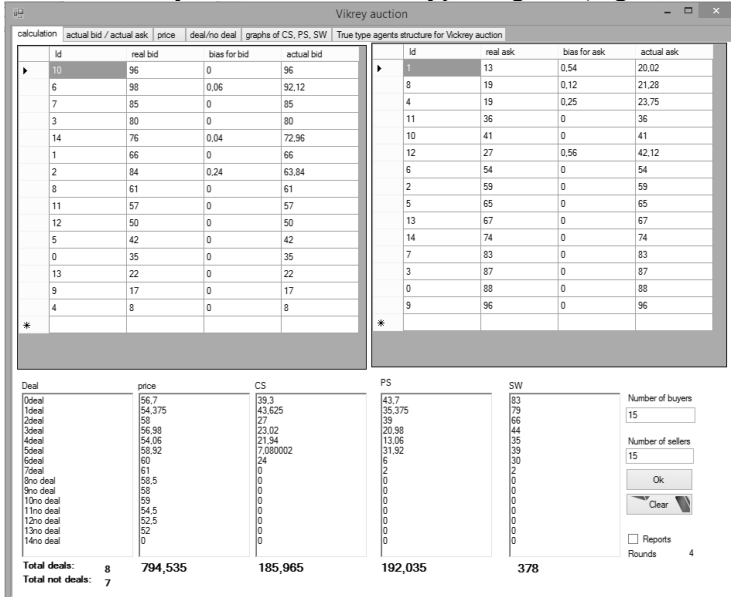 Vikrey auction
calculation actual bid / actual ask price deal/no deal graphs of CS, PS, SW True type agents structure for Vickrey auction
Id real bid bias for bid actual bid
10 96 0 96
6 98 0,06 92,12
7 85 0 85
3 80 0 80
14 76 0,04 72,96
1 66 0 66
2 84 0,24 63,84
8 61 0 61
11 57 0 57
12 50 0 50
5 42 0 42
0 35 0 35
13 22 0 22
9 17 0 17
4 8 0 8
Id real ask bias for ask actual ask
1 13 0,54 20,02
8 19 0,12 21,28
4 19 0,25 23,75
11 36 0 36
10 41 0 41
12 27 0,56 42,12
6 54 0 54
2 59 0 59
5 65 0 65
13 67 0 67
14 74 0 74
7 83 0 83
3 87 0 87
0 88 0 88
9 96 0 96
Deal price CS PS SW
0deal 56,7 39,3 43,7 83
1deal 54,375 43,625 35,375 79
2deal 58 27 39 66
3deal 56,98 23,02 20,98 44
4deal 54,06 21,94 13,06 35
5deal 58,92 7,080002 31,92 39
6deal 60 24 6 30
7deal 61 0 2 2
8no deal 58,5 0 0 0
9no deal 58 0 0 0
10no deal 59 0 0 0
11no deal 54,5 0 0 0
12no deal 52,5 0 0 0
13no deal 52 0 0 0
14no deal 0 0 0 0
Total deals: 8 794,535 185,965 192,035 378
Total not deals: 7
Number of buyers
15
Number of sellers
15
Ok
Clear
Reports
Rounds 4